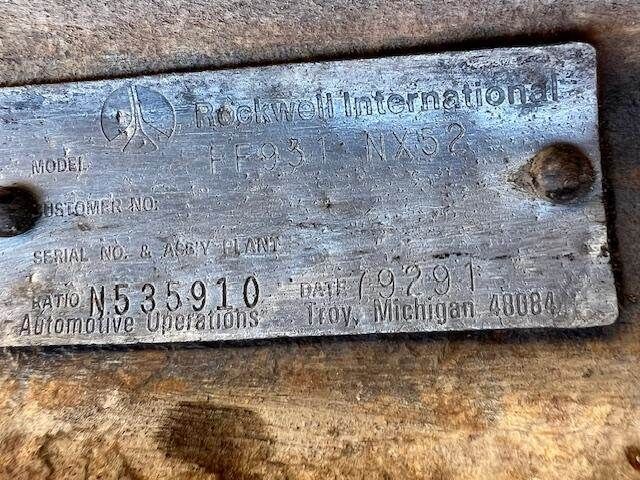 Rockwell International
MODEL FF931 NX52
CUSTOMER NO.
SERIAL NO. & ASS'Y PLANT
RATIO N535910 DATE 79291
Automotive Operations Troy, Michigan 48084